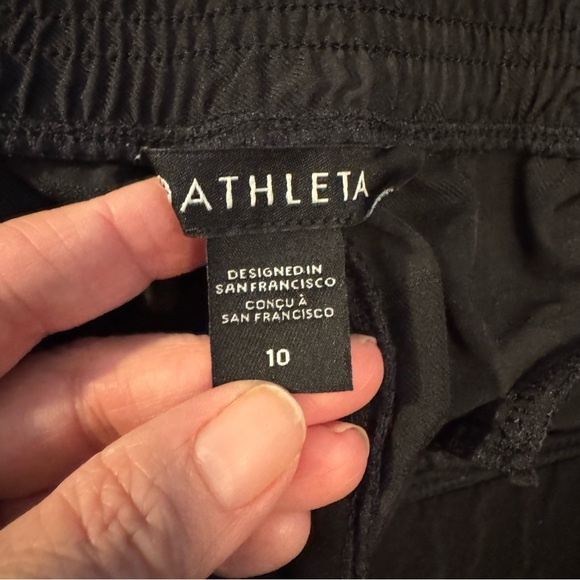 ATHLETA
DESIGNED IN
SAN FRANCISCO
CONÇU À
SAN FRANCISCO
10